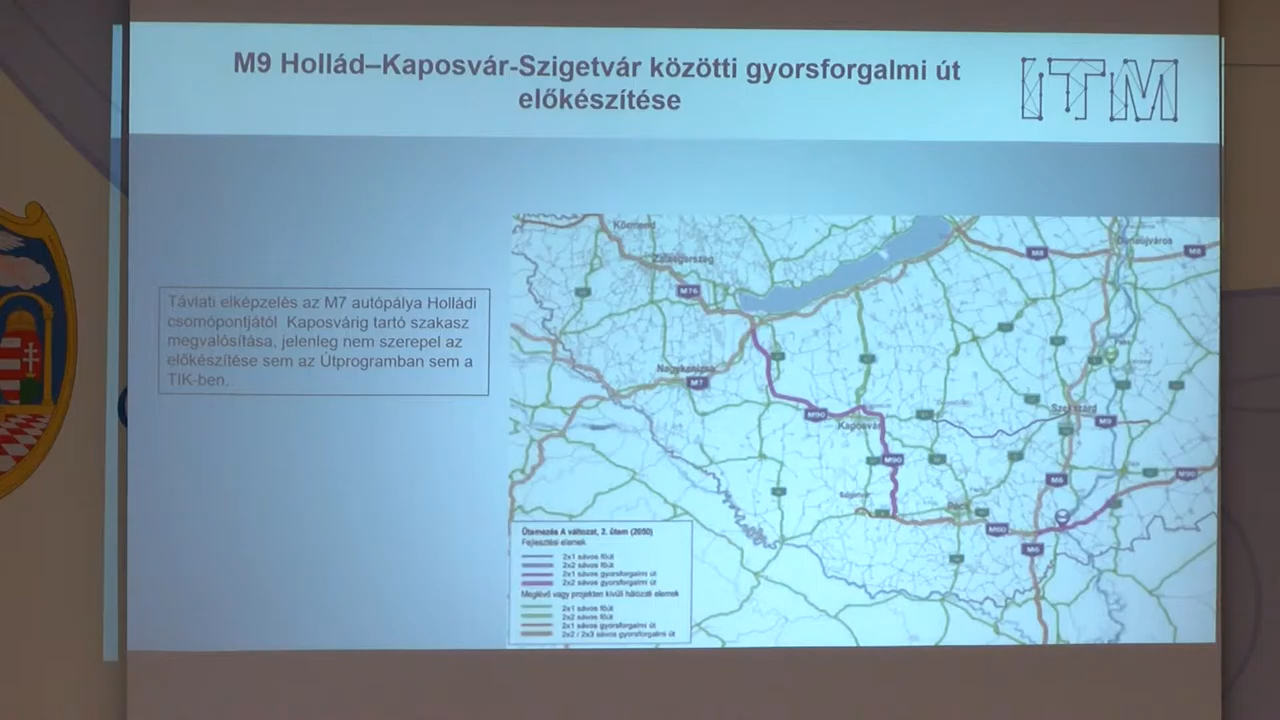 M9 Hollád–Kaposvár-Szigetvár közötti gyorsforgalmi út
előkészítése
ITM
Távlati elképzelés az M7 autópálya Holládi
csomópontjától Kaposvárig tartó szakasz
megvalósítása, jelenleg nem szerepel az
előkészítése sem az Útprogramban sem a
TIK-ben.
Körmend
Zalaegerszeg
Dunaújváros
M8
M8
M76
Nagykanizsa
M7
Szekszárd
M90
M9
Kaposvár
M90
M6
M90
Pécs
M60
M6
Ütemezés A változat, 2. ütem (2050)
Fejlesztési elemek
2x1 sávos főút
2x2 sávos főút
2x1 sávos gyorsforgalmi út
2x2 sávos gyorsforgalmi út
Meglévő vagy projekten kívüli hálózati elemek
2x1 sávos főút
2x2 sávos főút
2x1 sávos gyorsforgalmi út
2x2 / 2x3 sávos gyorsforgalmi út